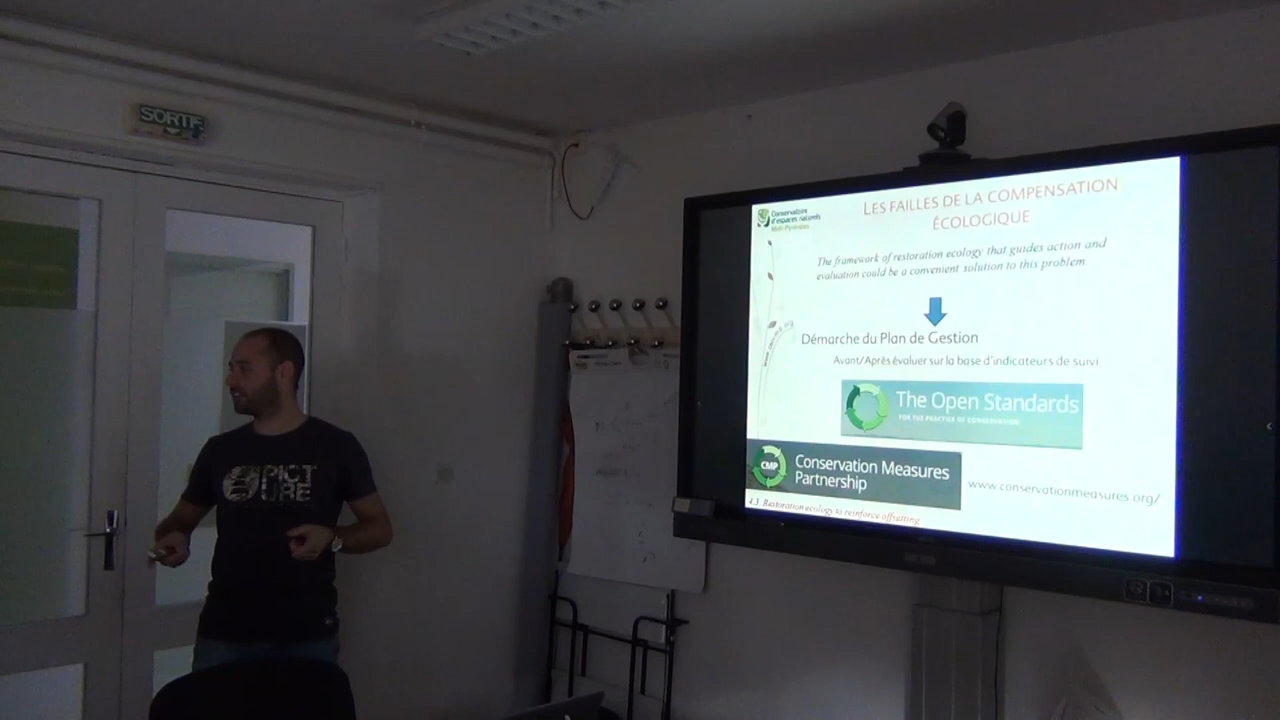 SORTIE
PICT
URE
Conservatoire
d'espaces naturels
Midi-Pyrénées
LES FAILLES DE LA COMPENSATION
ÉCOLOGIQUE
The framework of restoration ecology that guides action and
evaluation could be a convenient solution to this problem
Démarche du Plan de Gestion
Avant/Après évaluer sur la base d'indicateurs de suivi
The Open Standards
FOR THE PRACTICE OF CONSERVATION
CMP
Conservation Measures
Partnership
www.conservationmeasures.org/
4.3. Restoration ecology to reinforce offsetting